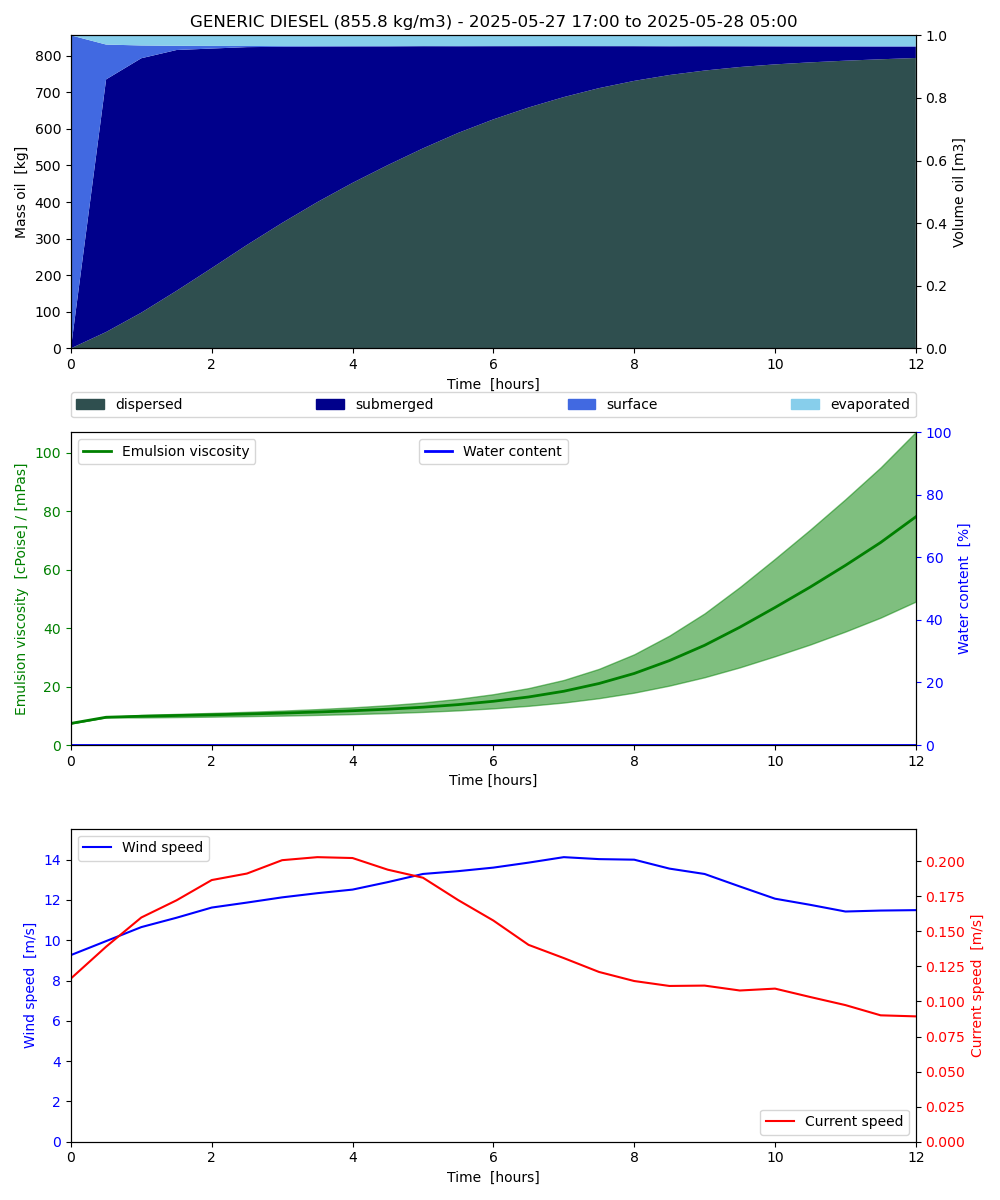 GENERIC DIESEL (855.8 kg/m3) - 2025-05-27 17:00 to 2025-05-28 05:00
Mass oil [kg]
800
700
600
500
400
300
200
100
0
1.0
0.8
0.6
0.4
0.2
0.0
Volume oil [m3]
0 2 4 6 8 10 12
Time [hours]
dispersed submerged surface evaporated
Emulsion viscosity [cPoise] / [mPas]
100
80
60
40
20
0
Emulsion viscosity Water content
100
80
60
40
20
0
Water content [%]
0 2 4 6 8 10 12
Time [hours]
Wind speed [m/s]
14
12
10
8
6
4
2
0
Wind speed
0.200
0.175
0.150
0.125
0.100
0.075
0.050
0.025
0.000
Current speed [m/s]
Current speed
0 2 4 6 8 10 12
Time [hours]